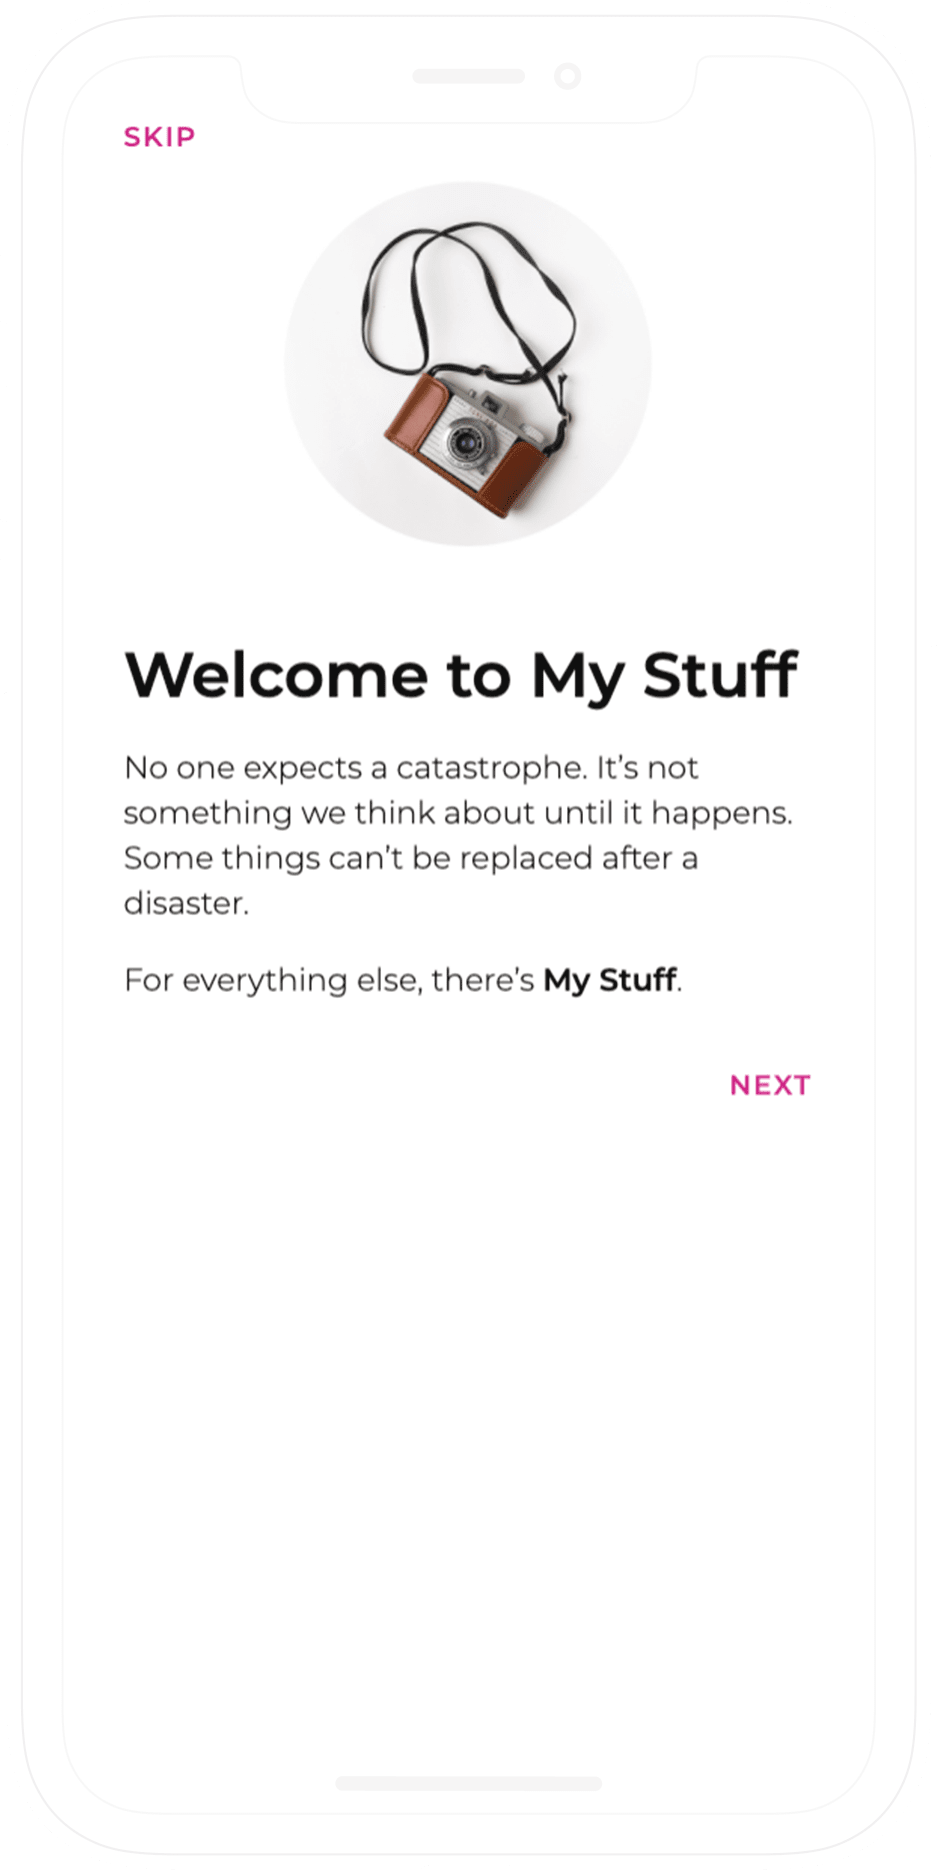 SKIP
Welcome to My Stuff
No one expects a catastrophe. It’s not
something we think about until it happens.
Some things can’t be replaced after a
disaster.
For everything else, there’s My Stuff.
NEXT